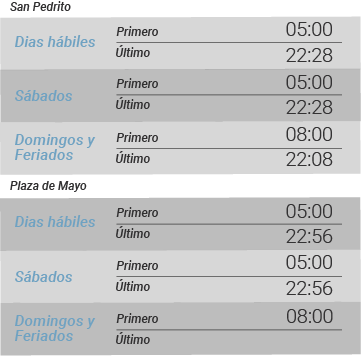 San Pedrito
Dias hábiles
Primero 05:00
Último 22:28
Sábados
Primero 05:00
Último 22:28
Domingos y
Feriados
Primero 08:00
Último 22:08
Plaza de Mayo
Dias hábiles
Primero 05:00
Último 22:56
Sábados
Primero 05:00
Último 22:56
Domingos y
Feriados
Primero 08:00
Último